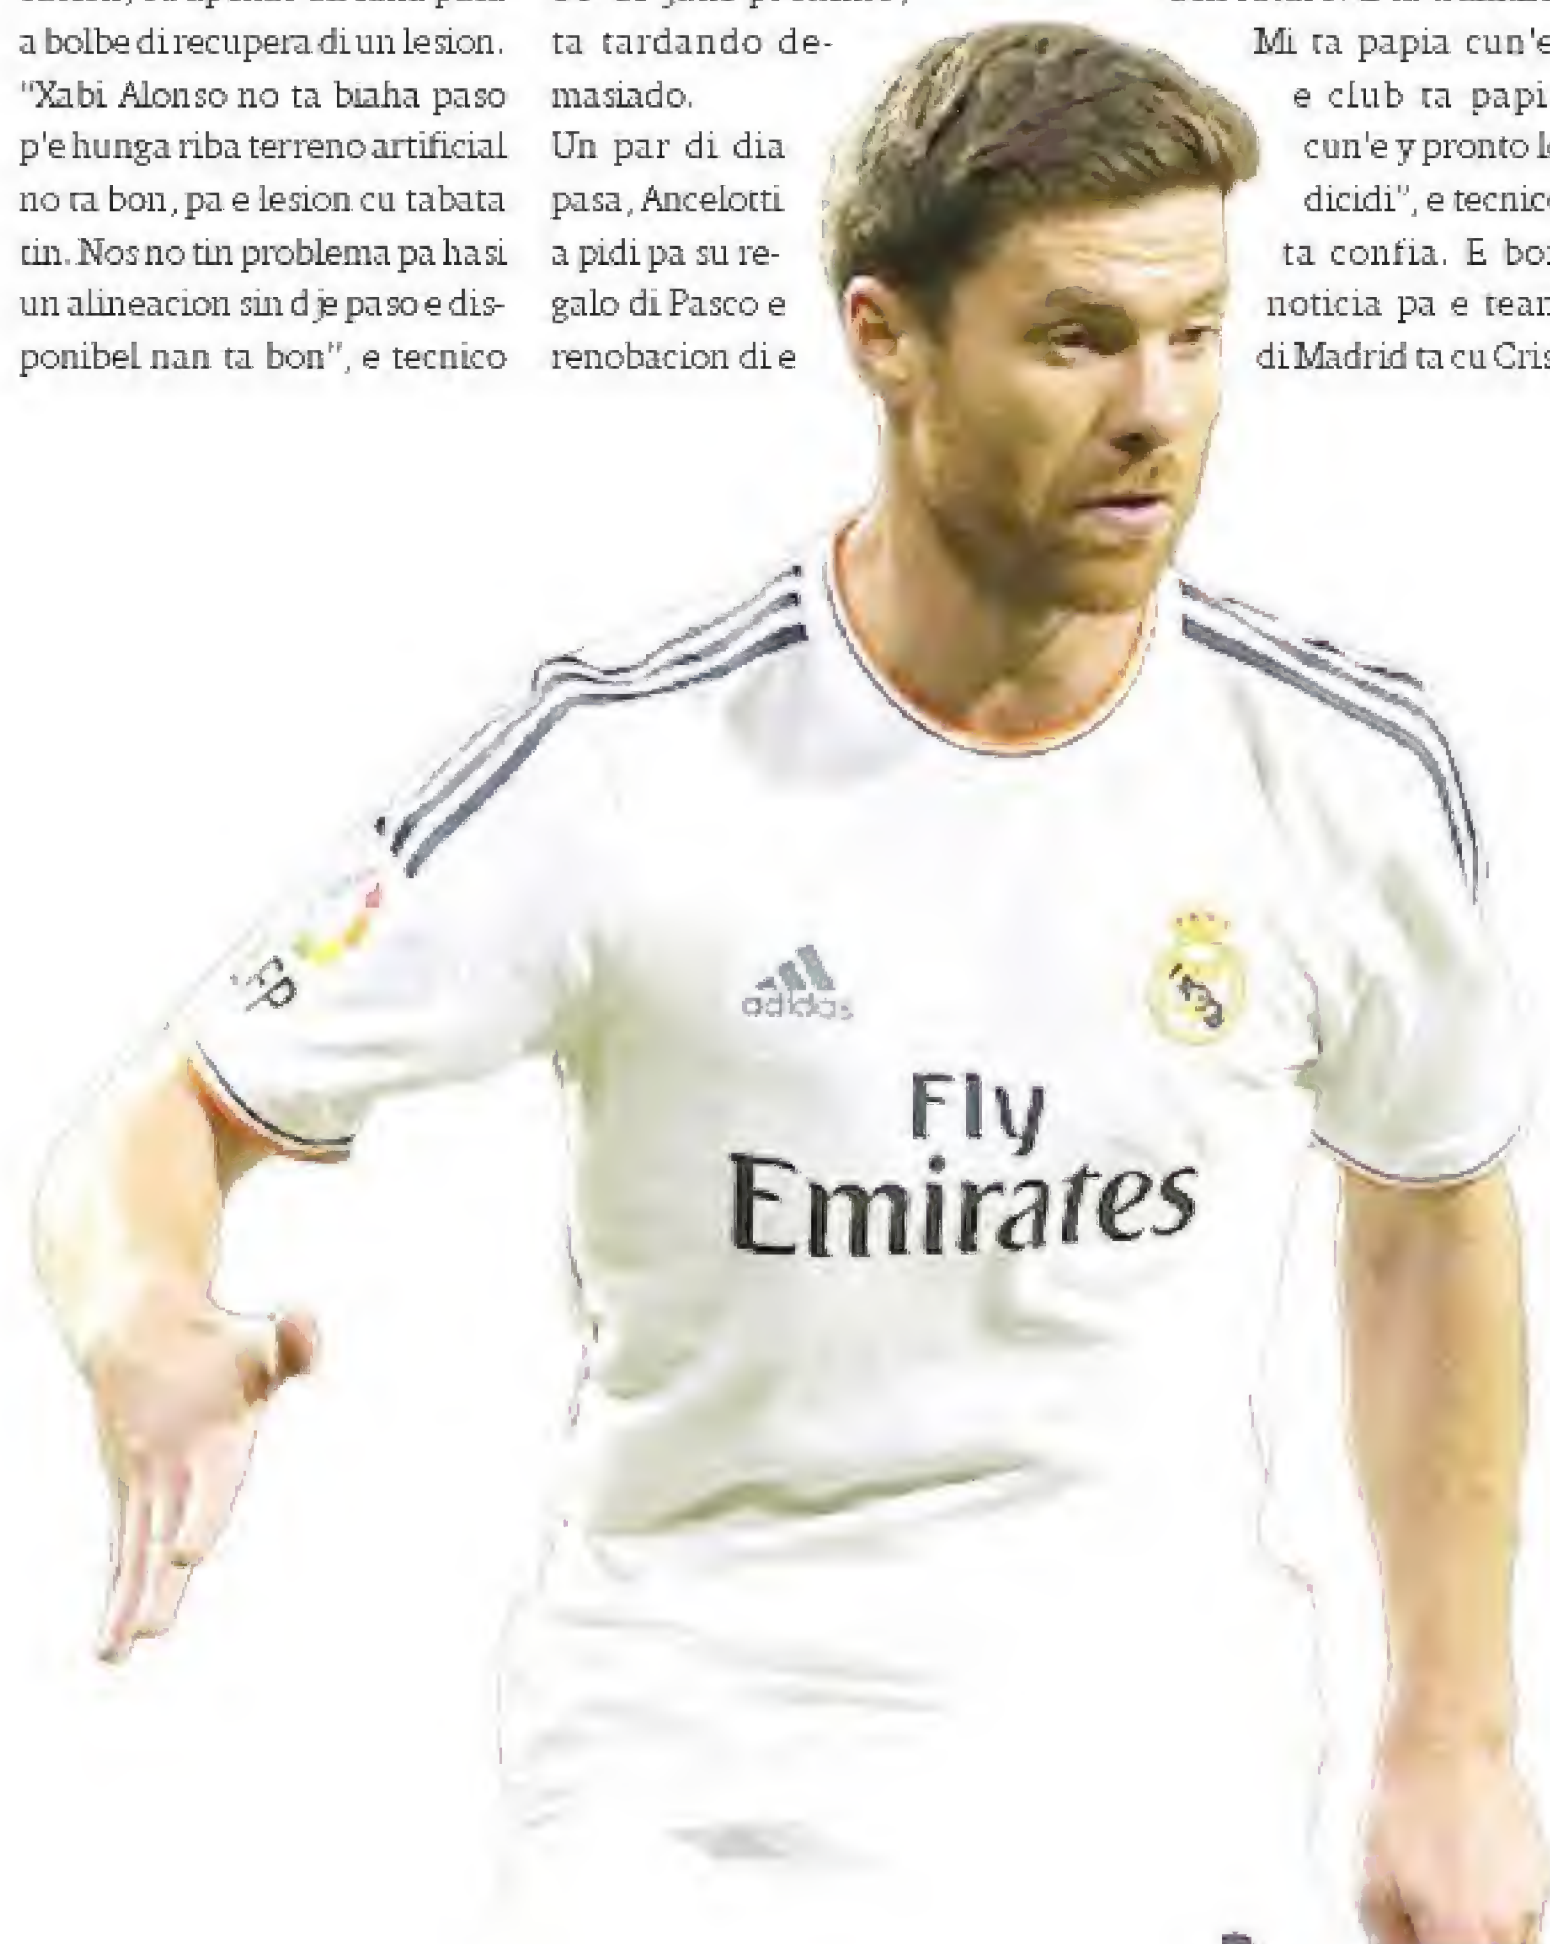 a bolbe di recupera di un lesion.
"Xabi Alonso no ta biaha paso
p'e hunga riba terreno artificial
no ta bon, pa e lesion cu tabata
tin. Nos no tin problema pa hasi
un alineacion sin dje paso e dis-
ponibel nan ta bon", e tecnico
ta tardando de-
masiado.
Un par di dia
pasa, Ancelotti
a pidi pa su re-
galo di Pasco e
renobacion di e
Mi ta papia cun'e
e club ta papi
cun'e y pronto l
dicidi", e tecnic
ta confia. E bo
noticia pa e tea
di Madrid ta cu Cris
adidas
Fly
Emirates